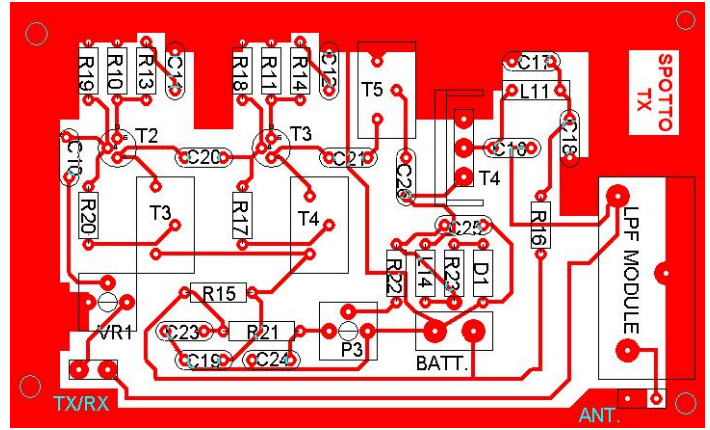 R19
R10
R13
C11
R18
R11
R14
C12
T5
C17
L11
SPOTTO
TX
T2
T3
C18
C20
C21
C16
T4
C26
R20
T3
R17
T4
C25
R16
LPF MODULE
R22
L14
R23
D1
R15
VR1
C23
R21
P3
C19
C24
BATT.
TX/RX
ANT.